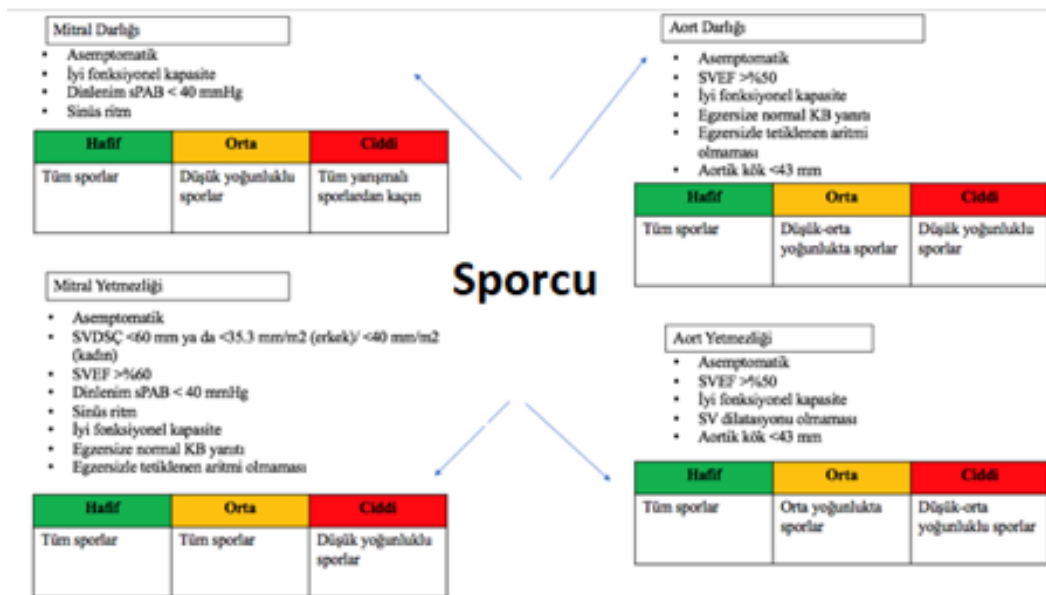 Mitral Darlığı
• Asemptomatik
• İyi fonksiyonel kapasite
• Dinlenim sPAB < 40 mmHg
• Sinüs ritm
Hafif Orta Ciddi
Tüm sporlar Düşük yoğunluklu Tüm yarışmalı
sporlar sporlardan kaçın
Aort Darlığı
• Asemptomatik
• SVEF >%50
• İyi fonksiyonel kapasite
• Egzersize normal KB yanıtı
• Egzersizle tetiklenen aritmi
olmaması
• Aortik kök <43 mm
Hafif Orta Ciddi
Tüm sporlar Düşük-orta Düşük yoğunluklu
yoğunlukta sporlar sporlar
Sporcu
Mitral Yetmezliği
• Asemptomatik
• SVDSÇ <60 mm ya da <35.3 mm/m2 (erkek)/ <40 mm/m2
(kadın)
• SVEF >%60
• Dinlenim sPAB < 40 mmHg
• Sinüs ritm
• İyi fonksiyonel kapasite
• Egzersize normal KB yanıtı
• Egzersizle tetiklenen aritmi olmaması
Hafif Orta Ciddi
Tüm sporlar Tüm sporlar Düşük yoğunluklu
sporlar
Aort Yetmezliği
• Asemptomatik
• SVEF >%50
• İyi fonksiyonel kapasite
• SV dilatasyonu olmaması
• Aortik kök <43 mm
Hafif Orta Ciddi
Tüm sporlar Orta yoğunlukta Düşük-orta
sporlar yoğunluklu sporlar